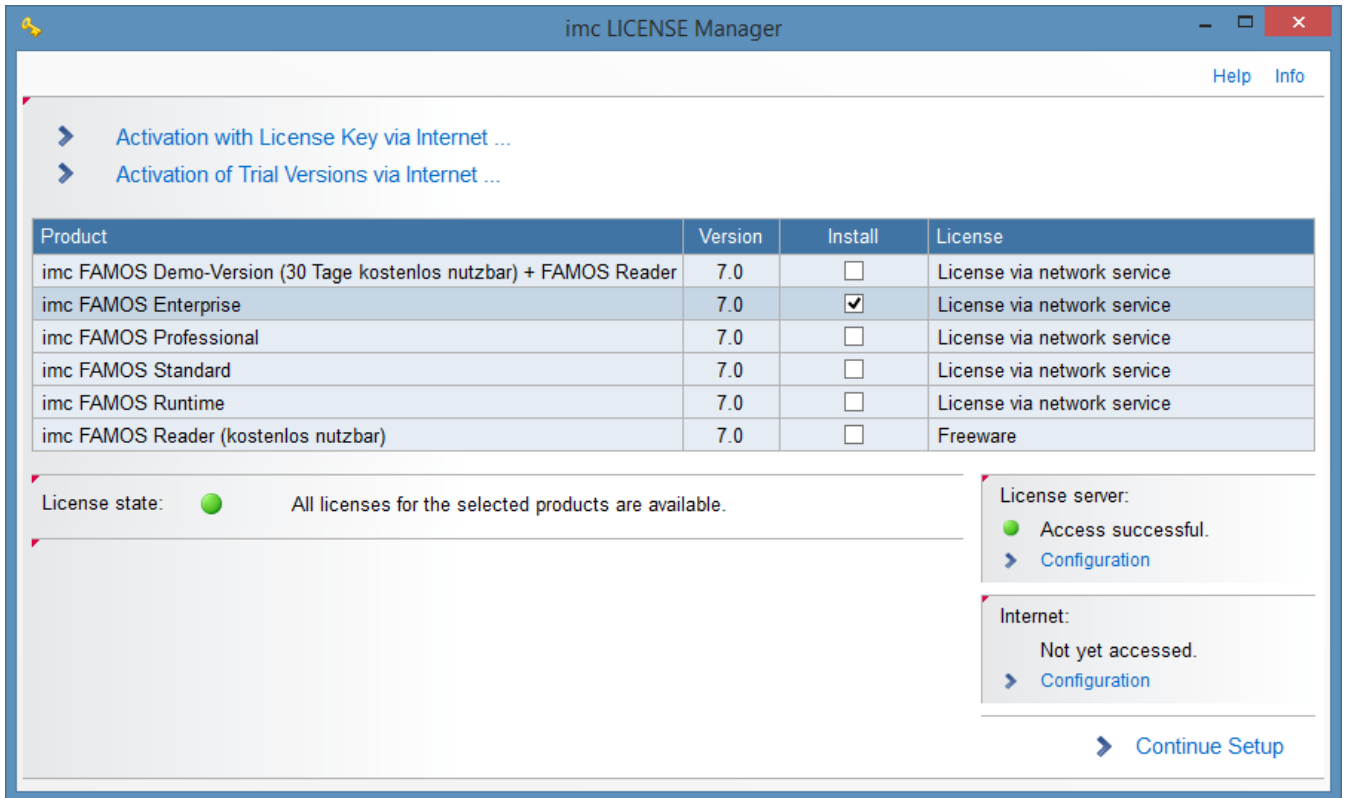 imc LICENSE Manager
Help Info
Activation with License Key via Internet ...
Activation of Trial Versions via Internet ...
Product Version Install License
imc FAMOS Demo-Version (30 Tage kostenlos nutzbar) + FAMOS Reader 7.0 License via network service
imc FAMOS Enterprise 7.0 License via network service
imc FAMOS Professional 7.0 License via network service
imc FAMOS Standard 7.0 License via network service
imc FAMOS Runtime 7.0 License via network service
imc FAMOS Reader (kostenlos nutzbar) 7.0 Freeware
License state: All licenses for the selected products are available.
License server:
Access successful.
Configuration
Internet:
Not yet accessed.
Configuration
Continue Setup